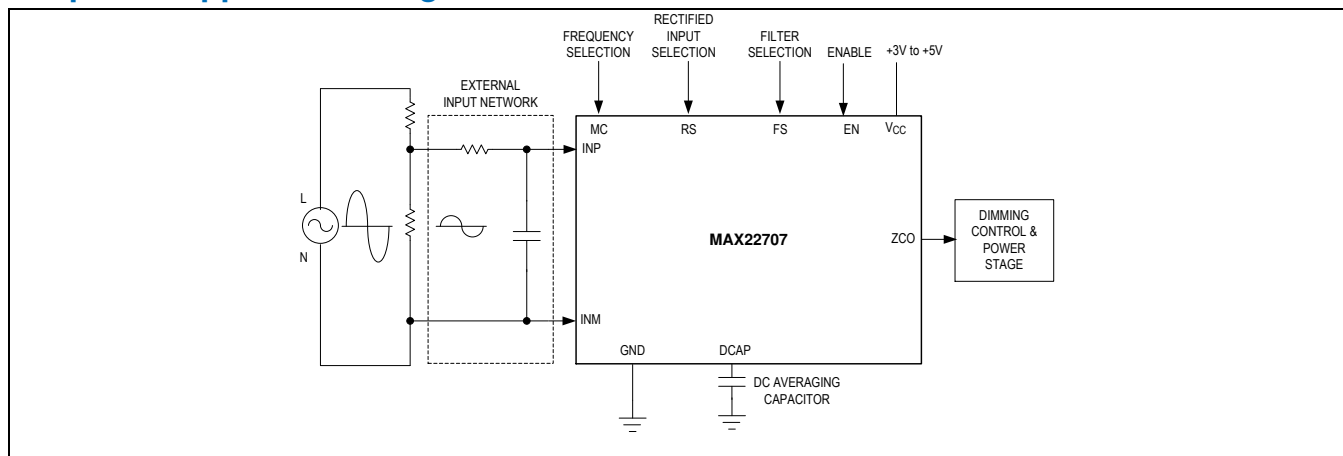 RECTIFIED
INPUT
SELECTION
FREQUENCY
SELECTION
FILTER
SELECTION
ENABLE
+3V to +5V
EXTERNAL
INPUT NETWORK
MC
RS
FS
EN
VCC
INP
L
N
MAX22707
ZCO
DIMMING
CONTROL &
POWER
STAGE
INM
GND
DCAP
DC AVERAGING
CAPACITOR